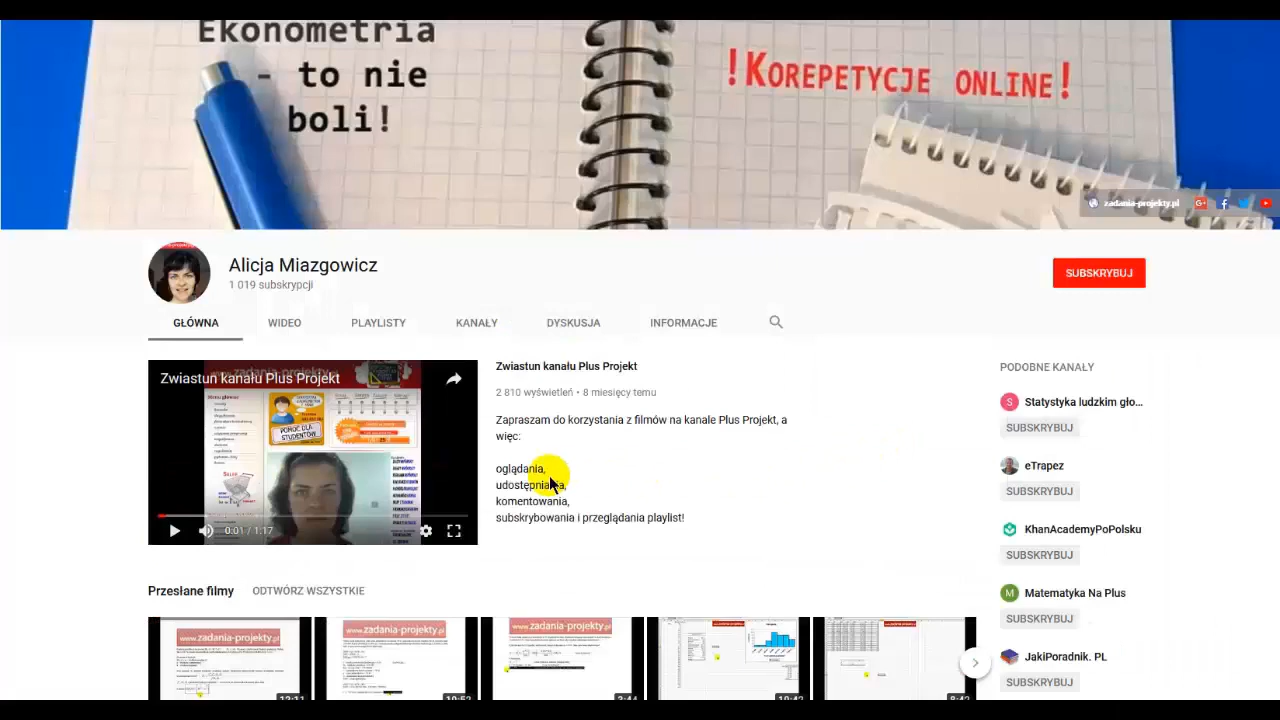 Ekonometria
- to nie
boli!
!Korepetycje online!
zadania-projekty.pl
Alicja Miazgowicz
1 019 subskrypcji
SUBSKRYBUJ
GŁÓWNA
WIDEO
PLAYLISTY
KANAŁY
DYSKUSJA
INFORMACJE
Zwiastun kanału Plus Projekt
POMOC DLA
STUDENTÓW
0:01 / 1:17
Zwiastun kanału Plus Projekt
2 810 wyświetleń • 8 miesięcy temu
Zapraszam do korzystania z filmów na kanale Plus Projekt, a
więc:
oglądania,
udostępniania,
komentowania,
subskrybowania i przeglądania playlist!
PODOBNE KANAŁY
Statystyka ludzkim gło...
SUBSKRYBUJ
eTrapez
SUBSKRYBUJ
KhanAcademyPoPolsku
SUBSKRYBUJ
Matematyka Na Plus
SUBSKRYBUJ
JakiPoradnik. PL
SUBSKRYBUJ
Przesłane filmy
ODTWÓRZ WSZYSTKIE
www.zadania-projekty.pl
www.zadania-projekty.pl
www.zadania-projekty.pl